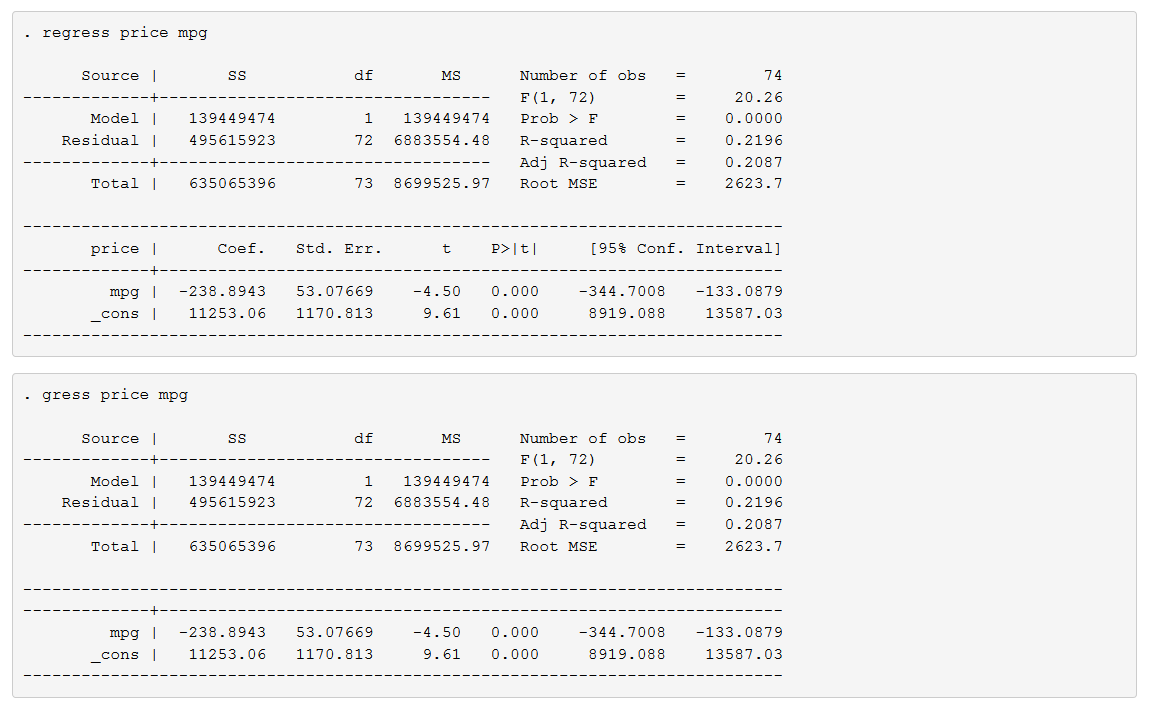 . regress price mpg
      Source |       SS           df       MS      Number of obs   =        74
-------------+----------------------------------   F(1, 72)        =     20.26
       Model |   139449474         1   139449474   Prob > F        =    0.0000
    Residual |   495615923        72  6883554.48   R-squared       =    0.2196
-------------+----------------------------------   Adj R-squared   =    0.2087
       Total |   635065396        73  8699525.97   Root MSE        =    2623.7
------------------------------------------------------------------------------
       price |      Coef.   Std. Err.      t    P>|t|     [95% Conf. Interval]
-------------+----------------------------------------------------------------
         mpg |  -238.8943   53.07669    -4.50   0.000    -344.7008   -133.0879
       _cons |   11253.06   1170.813     9.61   0.000     8919.088    13587.03
------------------------------------------------------------------------------
. gress price mpg
      Source |       SS           df       MS      Number of obs   =        74
-------------+----------------------------------   F(1, 72)        =     20.26
       Model |   139449474         1   139449474   Prob > F        =    0.0000
    Residual |   495615923        72  6883554.48   R-squared       =    0.2196
-------------+----------------------------------   Adj R-squared   =    0.2087
       Total |   635065396        73  8699525.97   Root MSE        =    2623.7
------------------------------------------------------------------------------
-------------+----------------------------------------------------------------
         mpg |  -238.8943   53.07669    -4.50   0.000    -344.7008   -133.0879
       _cons |   11253.06   1170.813     9.61   0.000     8919.088    13587.03
------------------------------------------------------------------------------